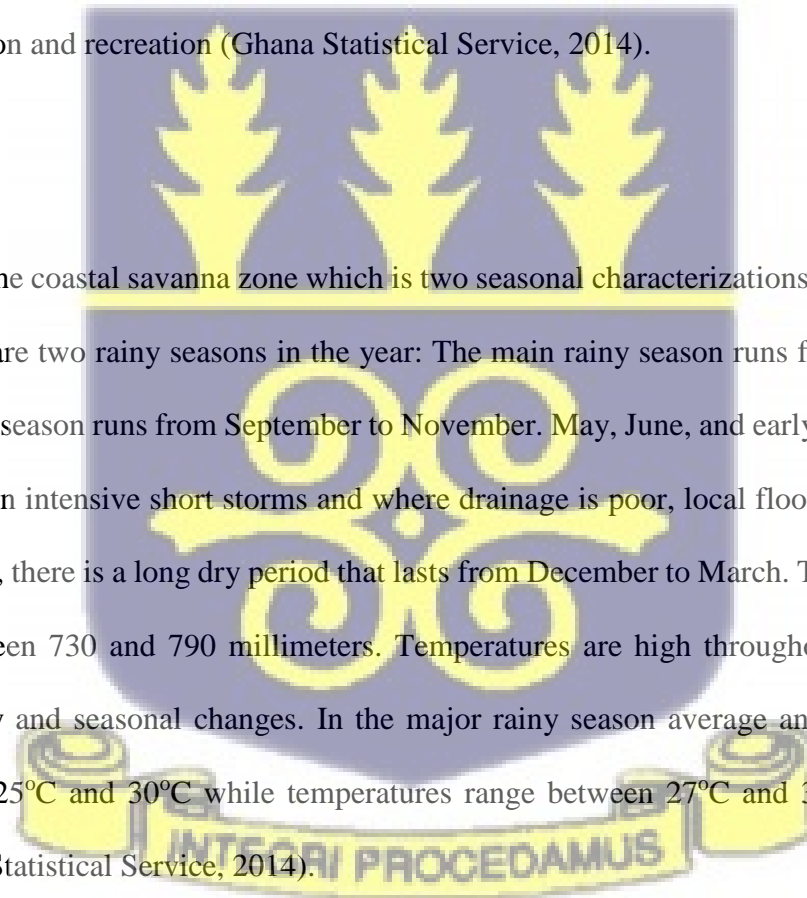 on and recreation (Ghana Statistical Service, 2014).
he coastal savanna zone which is two seasonal characterizations
are two rainy seasons in the year: The main rainy season runs f
season runs from September to November. May, June, and early
n intensive short storms and where drainage is poor, local floo
, there is a long dry period that lasts from December to March. T
een 730 and 790 millimeters. Temperatures are high througho
y and seasonal changes. In the major rainy season average an
25°C and 30°C while temperatures range between 27°C and 3
Statistical Service, 2014).
INTEGRI PROCEDAMUS